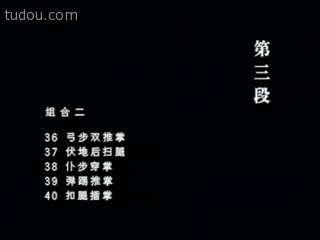 tudou.com
第三段
组合二
36 弓步双推掌
37 伏地后扫腿
38 仆步穿掌
39 弹踢推掌
40 扣腿插掌